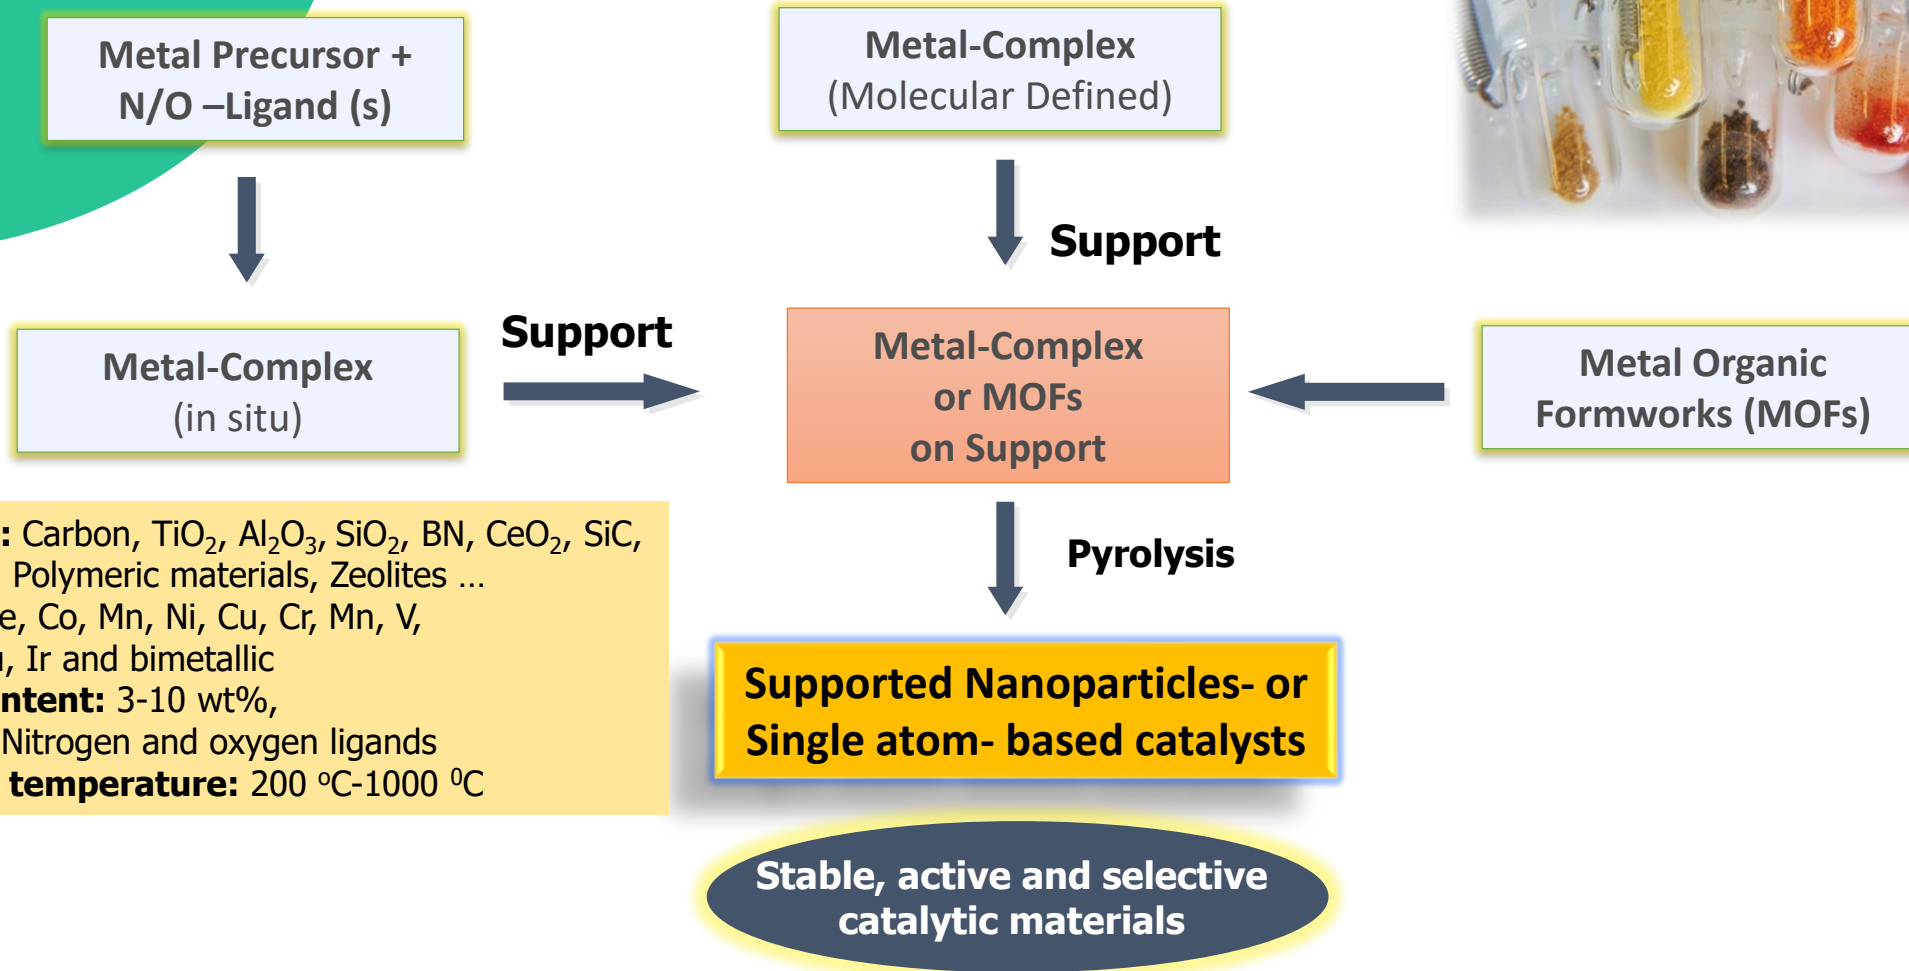 Metal Precursor +
N/O –Ligand (s)
Metal-Complex
(Molecular Defined)
Support
Metal-Complex
(in situ)
Support
Metal-Complex
or MOFs
on Support
Metal Organic
Formworks (MOFs)
: Carbon, TiO₂, Al₂O₃, SiO₂, BN, CeO₂, SiC,
Polymeric materials, Zeolites ...
e, Co, Mn, Ni, Cu, Cr, Mn, V,
, Ir and bimetallic
ntent: 3-10 wt%,
Nitrogen and oxygen ligands
temperature: 200 ºC-1000 ⁰C
Pyrolysis
Supported Nanoparticles- or
Single atom- based catalysts
Stable, active and selective
catalytic materials